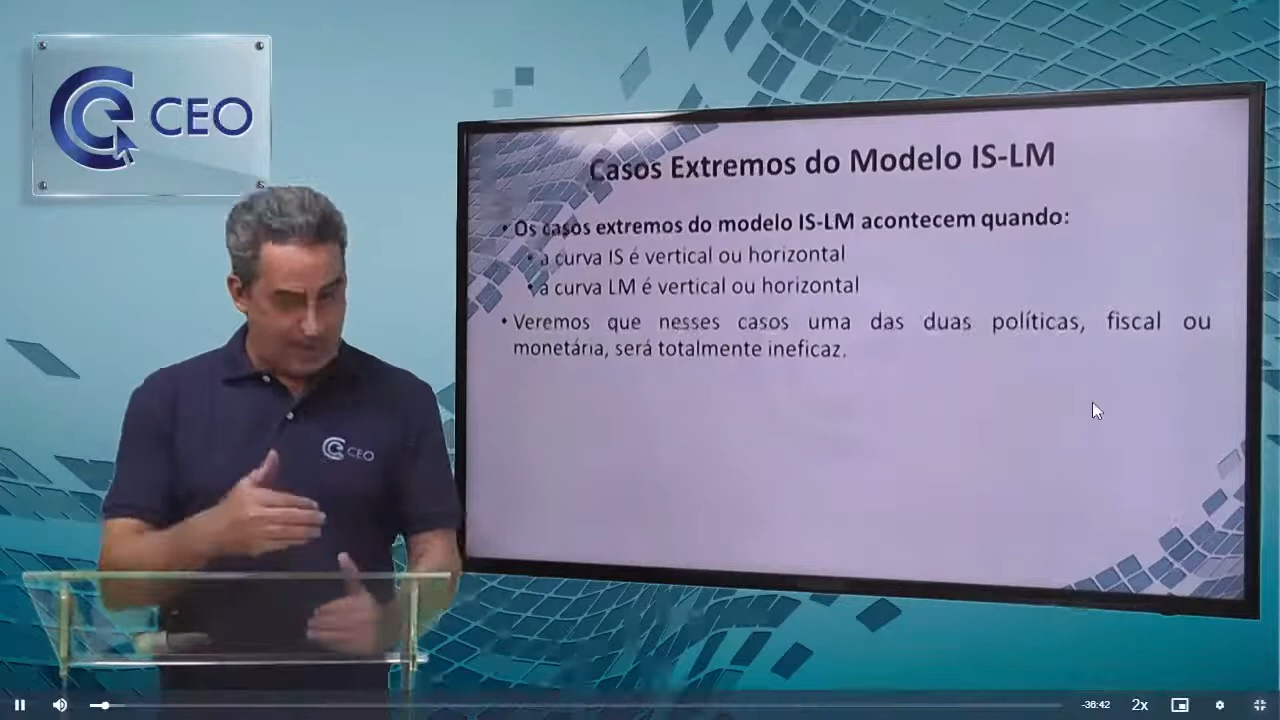 CEO
Casos Extremos do Modelo IS-LM
• Os casos extremos do modelo IS-LM acontecem quando:
• a curva IS é vertical ou horizontal
• a curva LM é vertical ou horizontal
• Veremos que nesses casos uma das duas políticas, fiscal ou
monetária, será totalmente ineficaz.
CEO
-36:42
2x